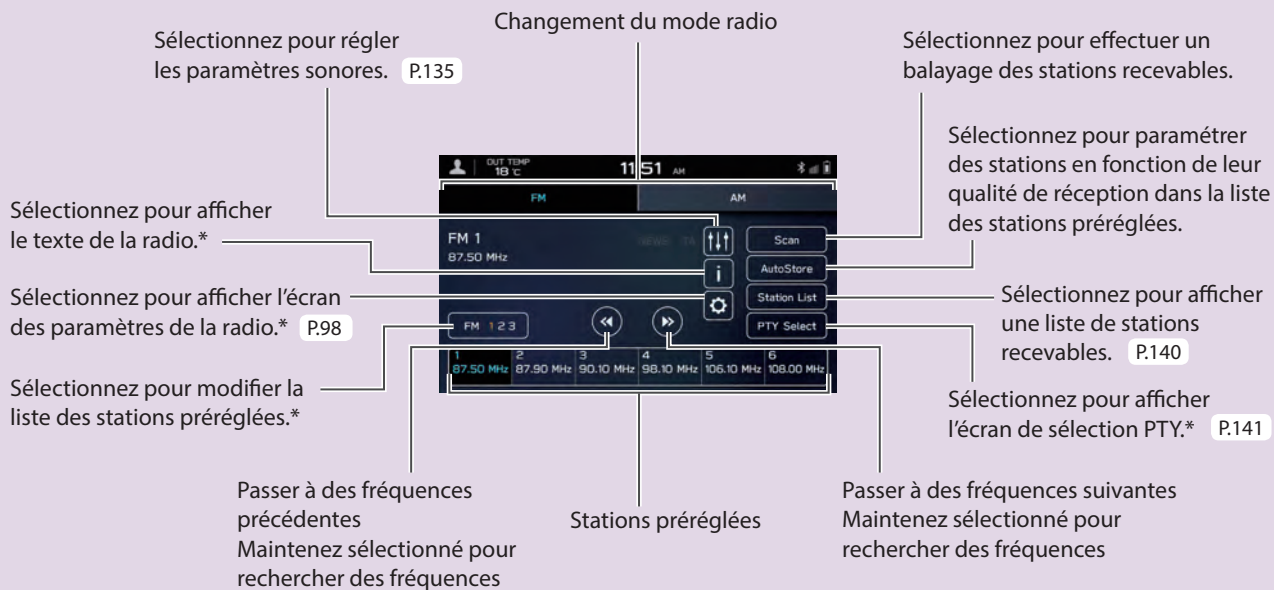 Changement du mode radio
Sélectionnez pour régler
les paramètres sonores. P.135
Sélectionnez pour effectuer un
balayage des stations recevables.
Sélectionnez pour paramétrer
des stations en fonction de leur
qualité de réception dans la liste
des stations préréglées.
Sélectionnez pour afficher
le texte de la radio.*
Sélectionnez pour afficher l'écran
des paramètres de la radio.* P.98
Sélectionnez pour modifier la
liste des stations préréglées.*
OUT TEMP
18 °C
11:51 AM
FM
AM
FM 1
NEWS TA
87.50 MHz
i
Scan
AutoStore
Station List
PTY Select
FM 1 2 3
1 2 3 4 5 6
87.50 MHz 87.90 MHz 90.10 MHz 98.10 MHz 106.10 MHz 108.00 MHz
Sélectionnez pour afficher
une liste de stations
recevables. P.140
Sélectionnez pour afficher
l'écran de sélection PTY.* P.141
Passer à des fréquences
précédentes
Maintenez sélectionné pour
rechercher des fréquences
Stations préréglées
Passer à des fréquences suivantes
Maintenez sélectionné pour
rechercher des fréquences